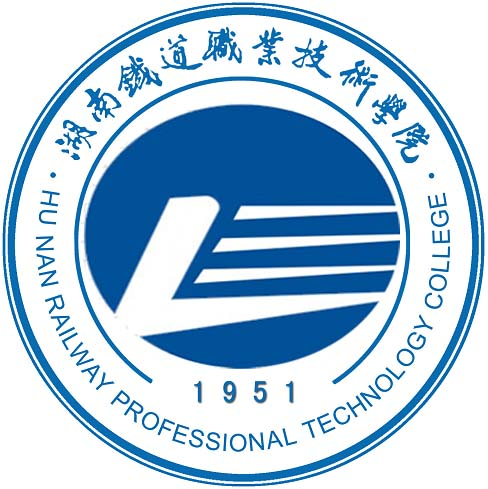 湖南鐵道職業技術學院
HU NAN RAILWAY PROFESSIONAL TECHNOLOGY COLLEGE
1951